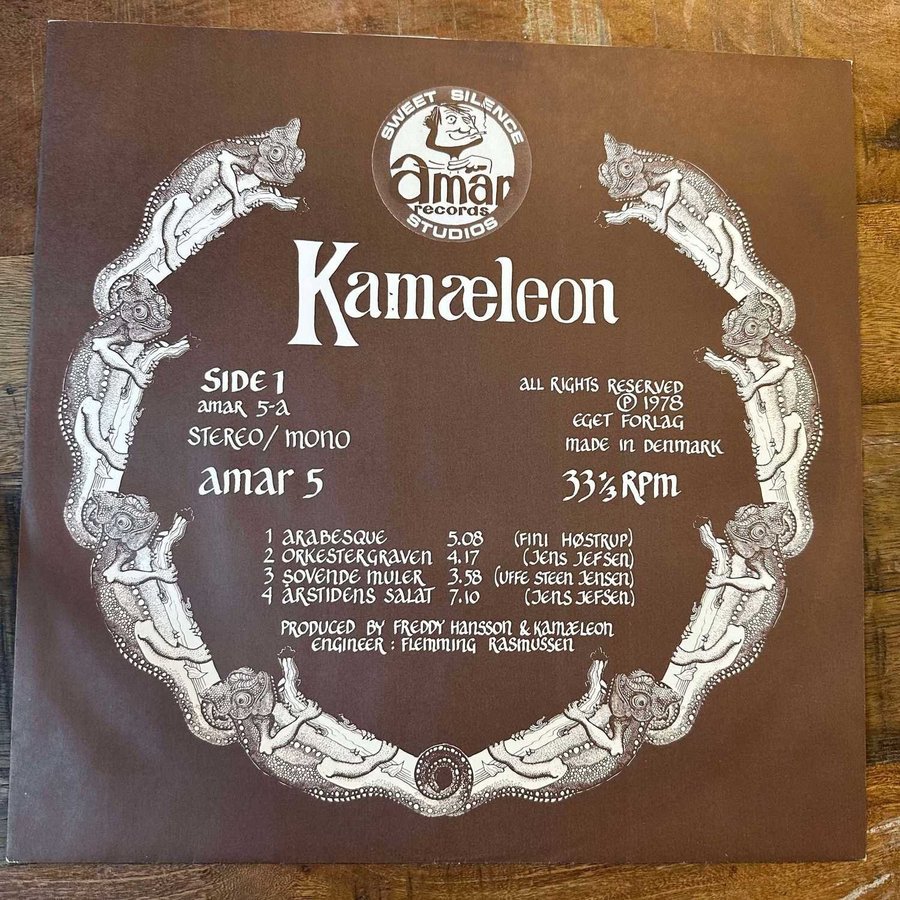 SWEET SILENCE
amar
records
STUDIOS
Kamæleon
SIDE 1
amar 5-A
STEREO/MONO
amar 5
ALL RIGHTS RESERVED
Ⓟ 1978
EGET FORLAG
MADE IN DENMARK
33 1/3 RPM
1 ARABESQUE 5.08 (FINI HØSTRUP)
2 ORKESTERGRAVEN 4.17 (JENS JEFSEN)
3 SOVENDE MULER 3.58 (UFFE STEEN JENSEN)
4 ÅRSTIDENS SALAT 7.10 (JENS JEFSEN)
PRODUCED BY FREDDY HANSSON & KAMÆLEON
ENGINEER: FLEMMING RASMUSSEN